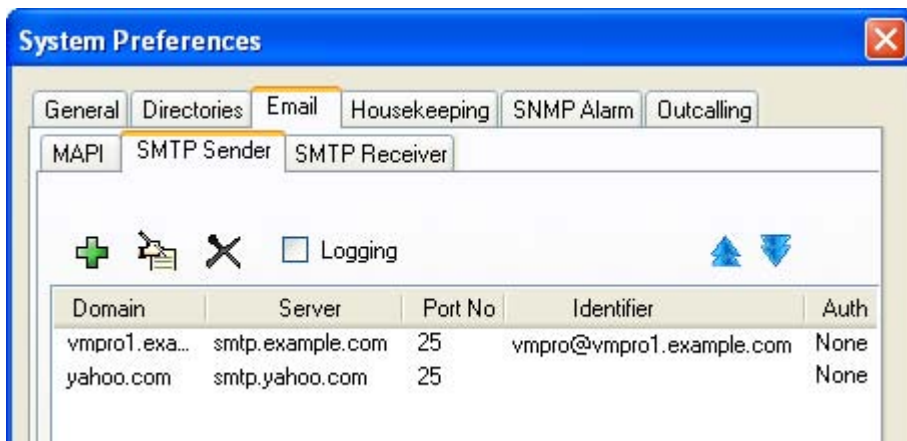 System Preferences
General Directories Email Housekeeping SNMP Alarm Outcalling
MAPI SMTP Sender SMTP Receiver
Logging
Domain Server Port No Identifier Auth
vmpro1.exa... smtp.example.com 25 vmpro@vmpro1.example.com None
yahoo.com smtp.yahoo.com 25 None